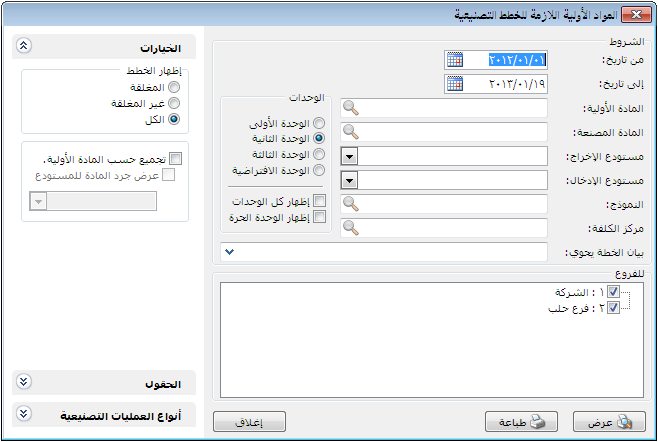 المواد الأولية اللازمة للخطط التصنيعية
الشروط
من تاريخ: ٢٠١٢/٠١/٠١
إلى تاريخ: ٢٠١٣/٠١/١٩
المادة الأولية:
المادة المصنعة:
مستودع الإخراج:
مستودع الإدخال:
النموذج:
مركز الكلفة:
بيان الخطة يحوي:
الوحدات
الوحدة الأولى
الوحدة الثانية
الوحدة الثالثة
الوحدة الافتراضية
إظهار كل الوحدات
إظهار الوحدة الحرة
للفروع
١ : الشركة
٢ : فرع حلب
عرض
طباعة
إغلاق
الخيارات
إظهار الخطط
المغلقة
غير المغلقة
الكل
تجميع حسب المادة الأولية.
عرض جرد المادة للمستودع
الحقول
أنواع العمليات التصنيعية